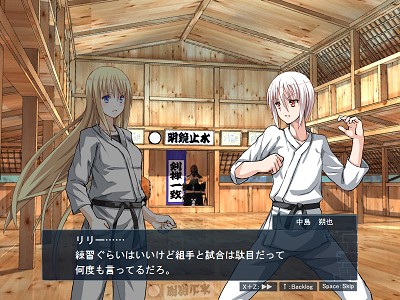 明鏡止水
剣禅一致
中島　朔也
リリー……
練習ぐらいはいいけど組手と試合は駄目だって
何度も言ってるだろ。
X+Z: ▶▶ ↑:Backlog Space:Skip